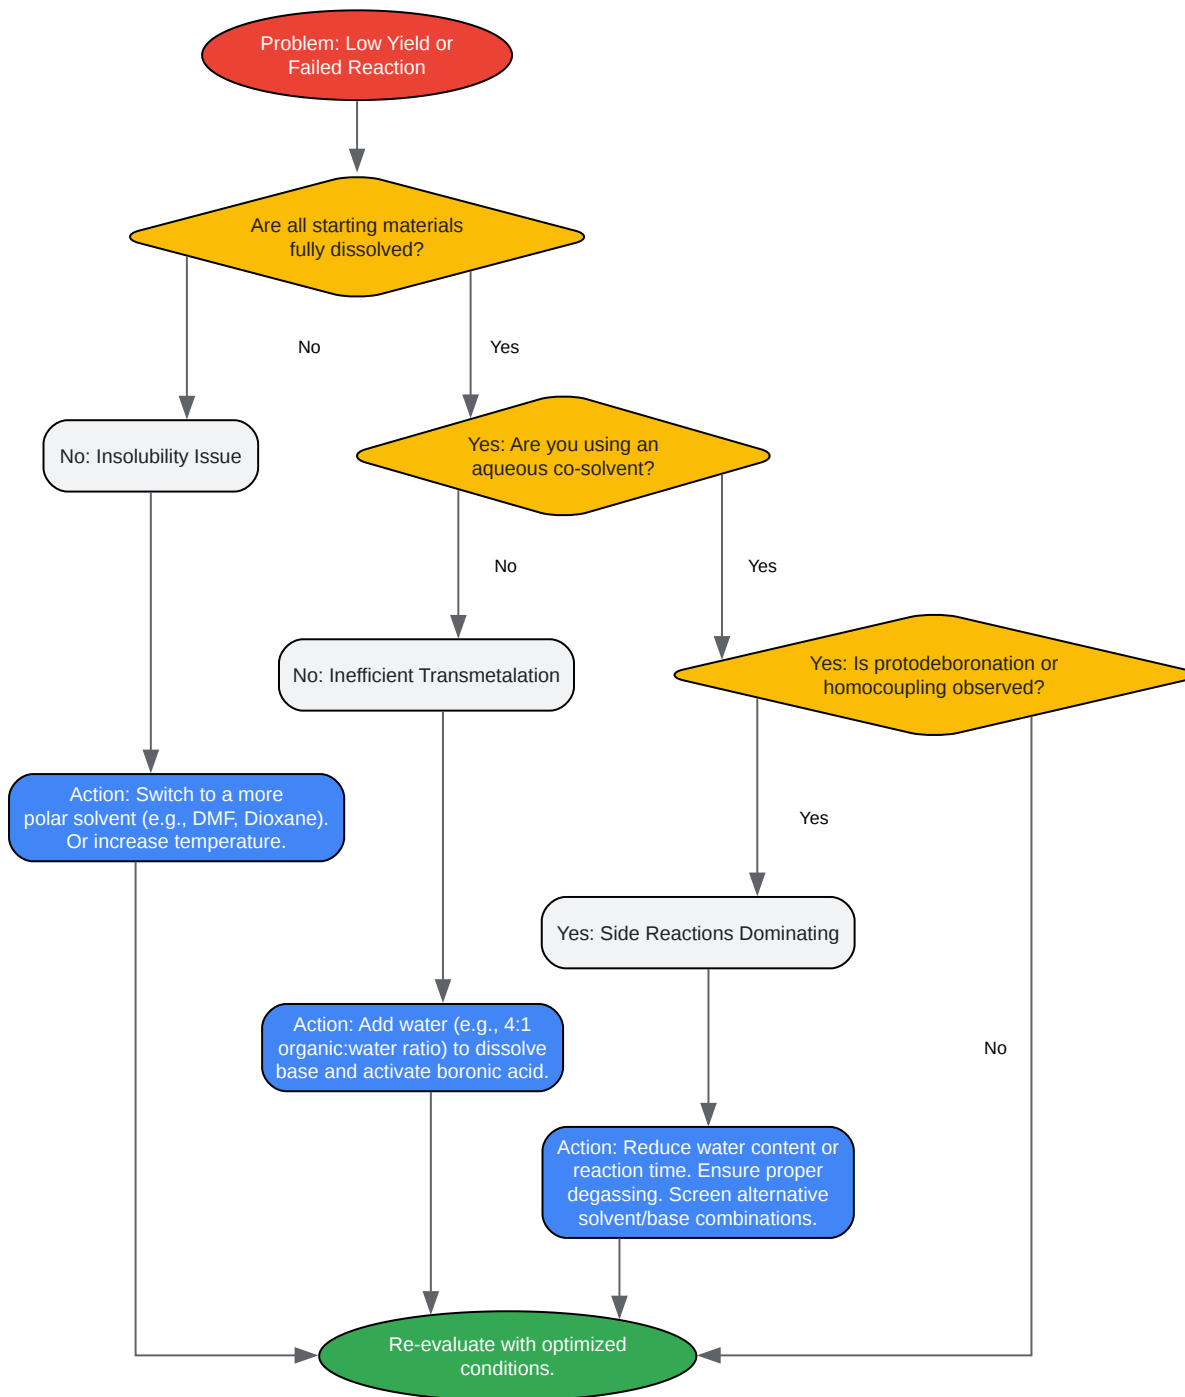 Problem: Low Yield or
Failed Reaction
Are all starting materials
fully dissolved?
No
Yes
No: Insolubility Issue
Yes: Are you using an
aqueous co-solvent?
No
Yes
No: Inefficient Transmetalation
Yes: Is protodeboronation or
homocoupling observed?
Action: Switch to a more
polar solvent (e.g., DMF, Dioxane).
Or increase temperature.
Yes
Yes: Side Reactions Dominating
Action: Add water (e.g., 4:1
organic:water ratio) to dissolve
base and activate boronic acid.
No
Action: Reduce water content or
reaction time. Ensure proper
degassing. Screen alternative
solvent/base combinations.
Re-evaluate with optimized
conditions.